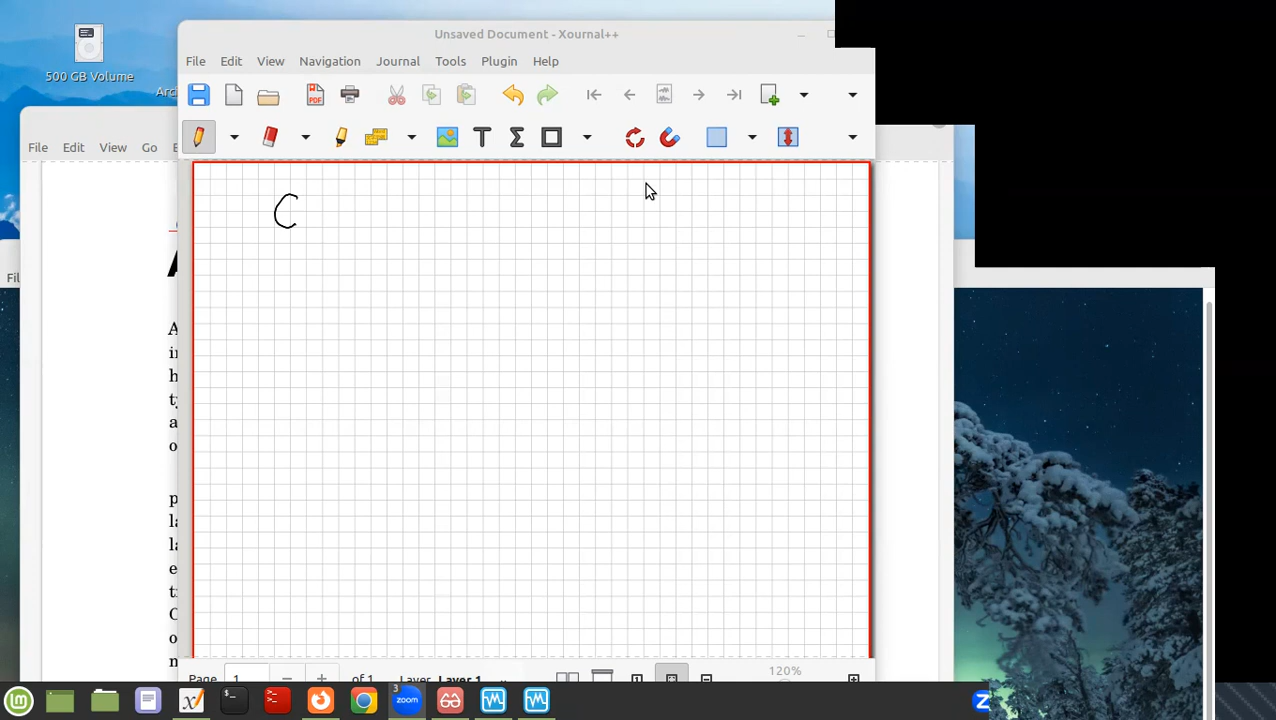 500 GB Volume
Unsaved Document - Xournal++
File Edit View Navigation Journal Tools Plugin Help
File Edit View Go
C
Page 1 of 1 Layer Layer 1
120%
zoom